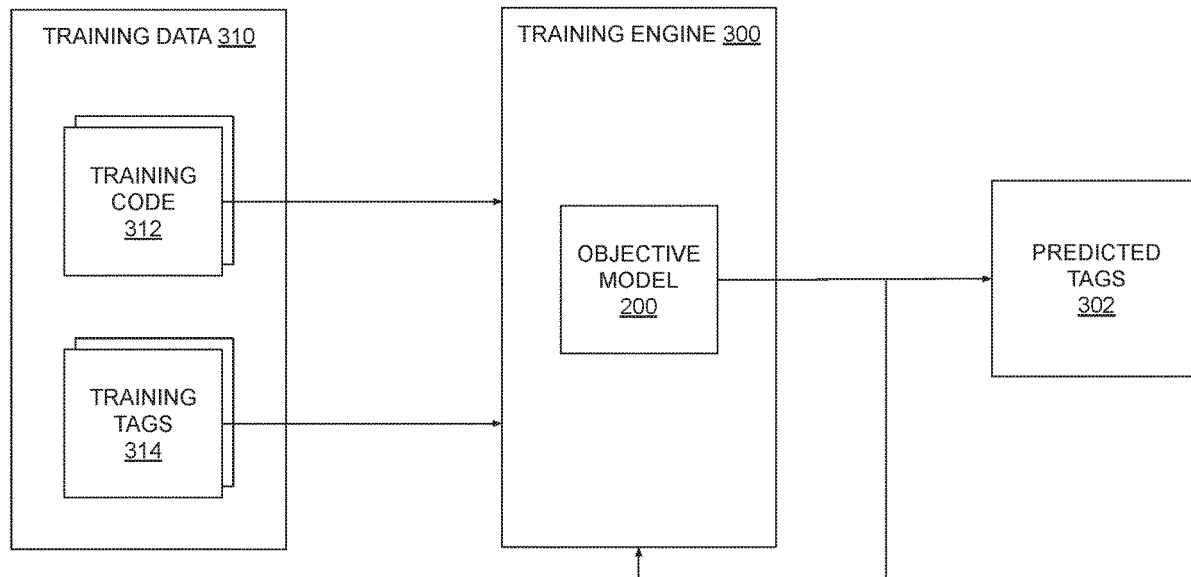 TRAINING DATA 310
TRAINING
CODE
312
TRAINING
TAGS
314
TRAINING ENGINE 300
OBJECTIVE
MODEL
200
PREDICTED
TAGS
302